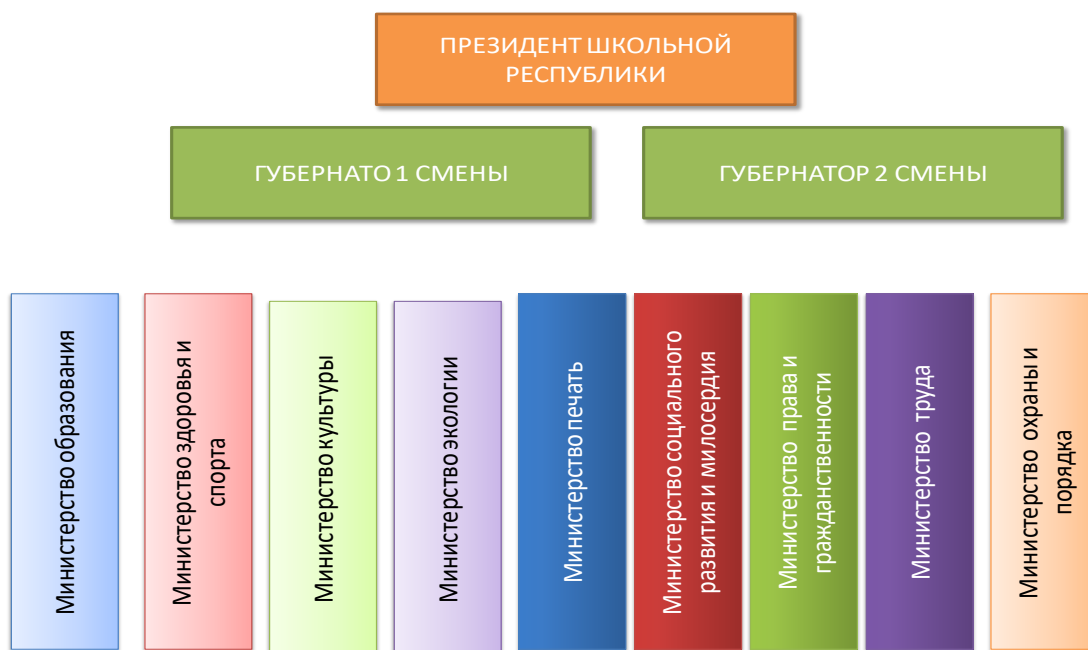 ПРЕЗИДЕНТ ШКОЛЬНОЙ
РЕСПУБЛИКИ
ГУБЕРНАТО 1 СМЕНЫ
ГУБЕРНАТОР 2 СМЕНЫ
Министерство образования
Министерство здоровья и
спорта
Министерство культуры
Министерство экологии
Министерство печать
Министерство социального
развития и милосердия
Министерство права и
гражданственности
Министерство труда
Министерство охраны и
порядка